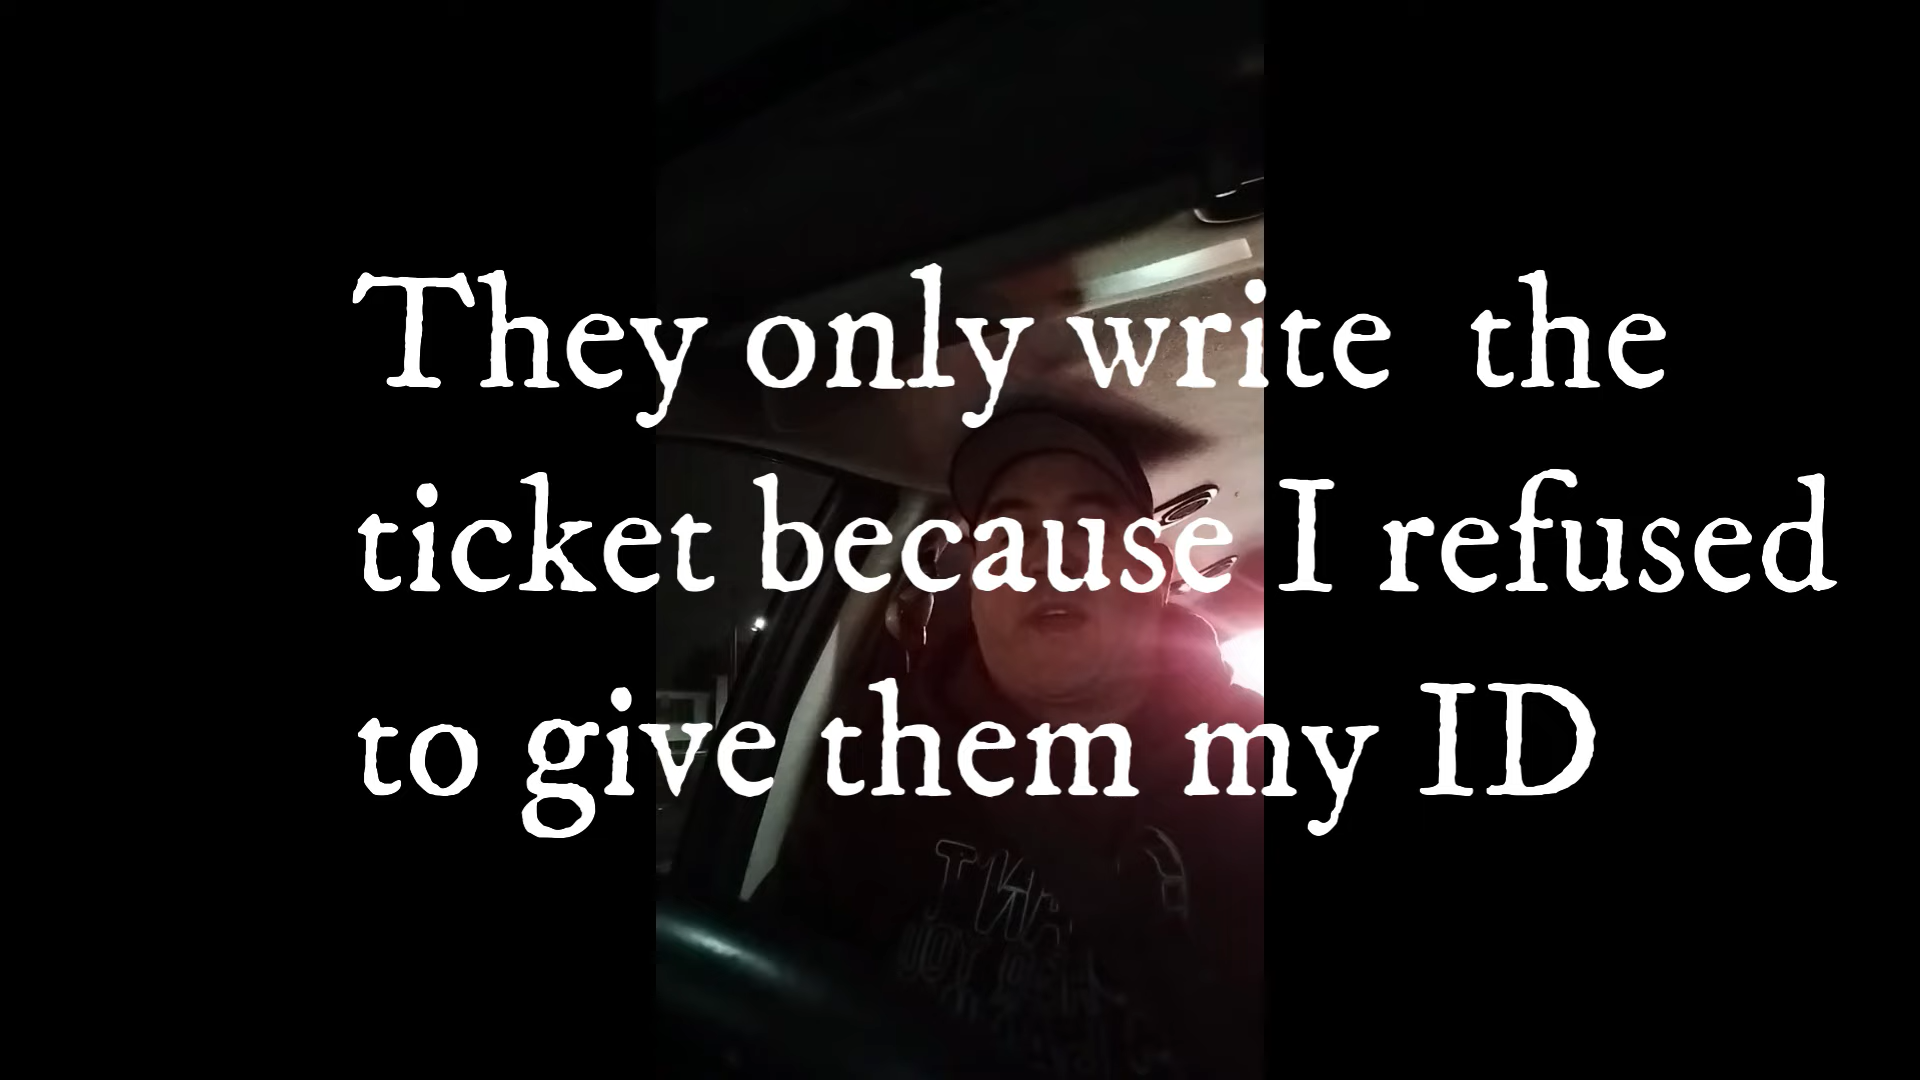 They only write  the
ticket because I refused
to give them my ID